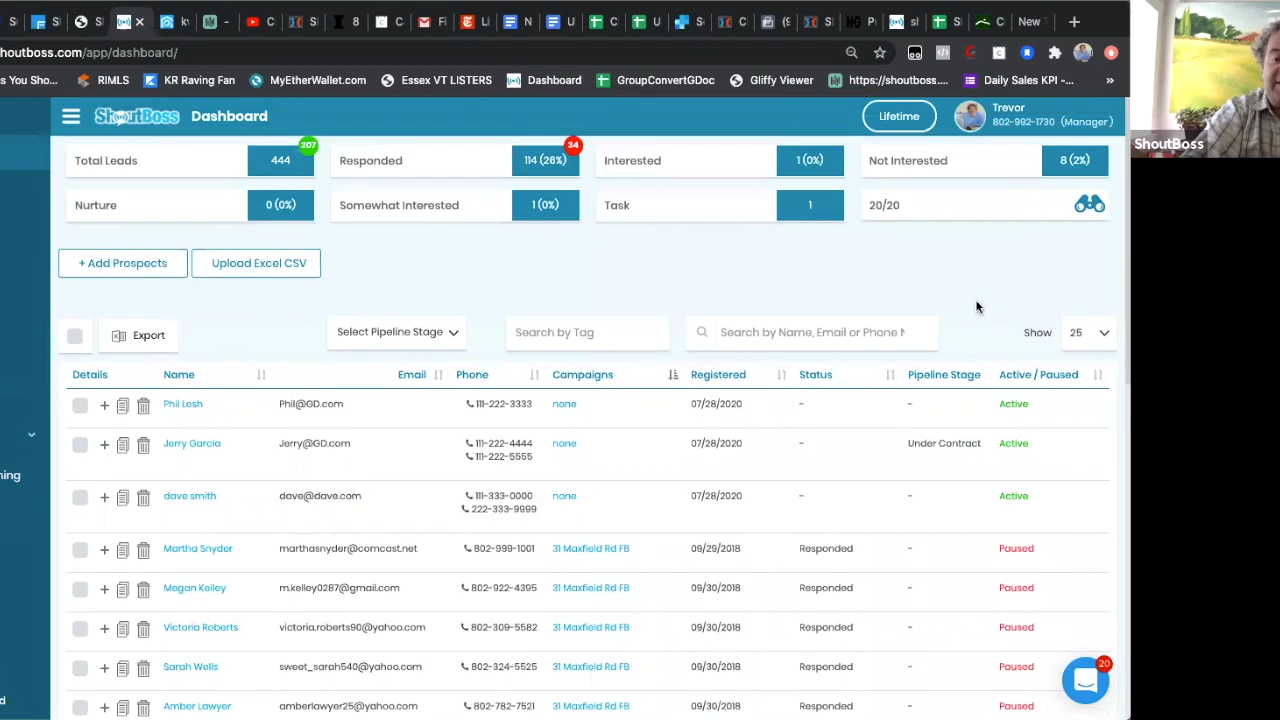 houtboss.com/app/dashboard/
s You Sho...
RIMLS
KR Raving Fan
MyEtherWallet.com
Essex VT LISTERS
Dashboard
GroupConvertGDoc
Gliffy Viewer
https://shoutboss....
Daily Sales KPI -...
»
ShoutBoss
Dashboard
Lifetime
Trevor
802-992-1730 (Manager)
ShoutBoss
Total Leads 444 207
Responded 114 (26%) 34
Interested 1 (0%)
Not Interested 8 (2%)
Nurture 0 (0%)
Somewhat Interested 1 (0%)
Task 1
20/20
+ Add Prospects
Upload Excel CSV
Export
Select Pipeline Stage
Search by Tag
Search by Name, Email or Phone N
Show 25
Details Name Email Phone Campaigns Registered Status Pipeline Stage Active / Paused
Phil Lesh Phil@GD.com 111-222-3333 none 07/28/2020 - - Active
Jerry Garcia Jerry@GD.com 111-222-4444 none 07/28/2020 - Under Contract Active
111-222-5555
ning
dave smith dave@dave.com 111-333-0000 none 07/28/2020 - - Active
222-333-9999
Martha Snyder marthasnyder@comcast.net 802-999-1001 31 Maxfield Rd FB 09/29/2018 Responded - Paused
Megan Kelley m.kelley0287@gmail.com 802-922-4395 31 Maxfield Rd FB 09/30/2018 Responded - Paused
Victoria Roberts victoria.roberts90@yahoo.com 802-309-5582 31 Maxfield Rd FB 09/30/2018 Responded - Paused
Sarah Wells sweet_sarah540@yahoo.com 802-324-5525 31 Maxfield Rd FB 09/30/2018 Responded - Paused
20
d
Amber Lawyer amberlawyer25@yahoo.com 802-782-7521 31 Maxfield Rd FB 09/30/2018 Responded - Paused